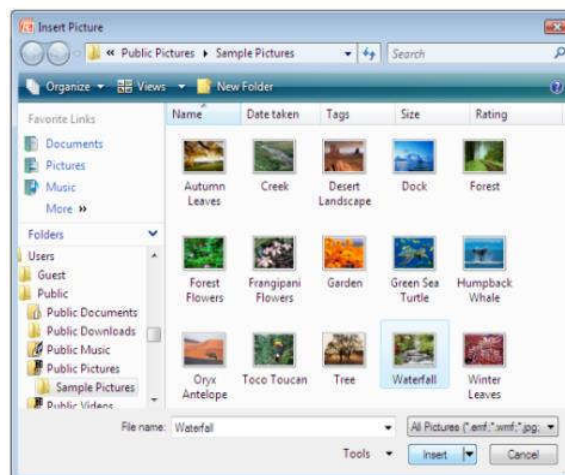 Insert Picture
« Public Pictures ▸ Sample Pictures
Search
Organize
Views
New Folder
Favorite Links
Documents
Pictures
Music
More »
Folders
Users
Guest
Public
Public Documents
Public Downloads
Public Music
Public Pictures
Sample Pictures
Public Videos
Name Date taken Tags Size Rating
Autumn Leaves
Creek
Desert Landscape
Dock
Forest
Forest Flowers
Frangipani Flowers
Garden
Green Sea Turtle
Humpback Whale
Oryx Antelope
Toco Toucan
Tree
Waterfall
Winter Leaves
File name: Waterfall
All Pictures (*.emf;*.wmf;*.jpg;
Tools Insert Cancel